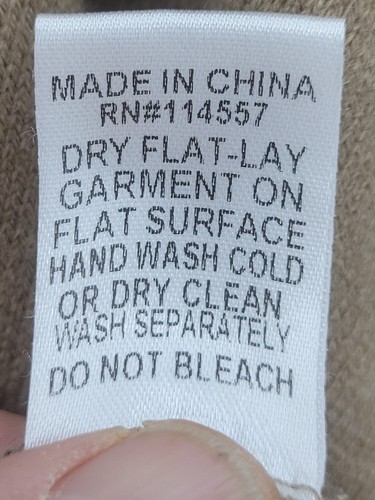 MADE IN CHINA
RN#114557
DRY FLAT-LAY
GARMENT ON
FLAT SURFACE
HAND WASH COLD
OR DRY CLEAN
WASH SEPARATELY
DO NOT BLEACH